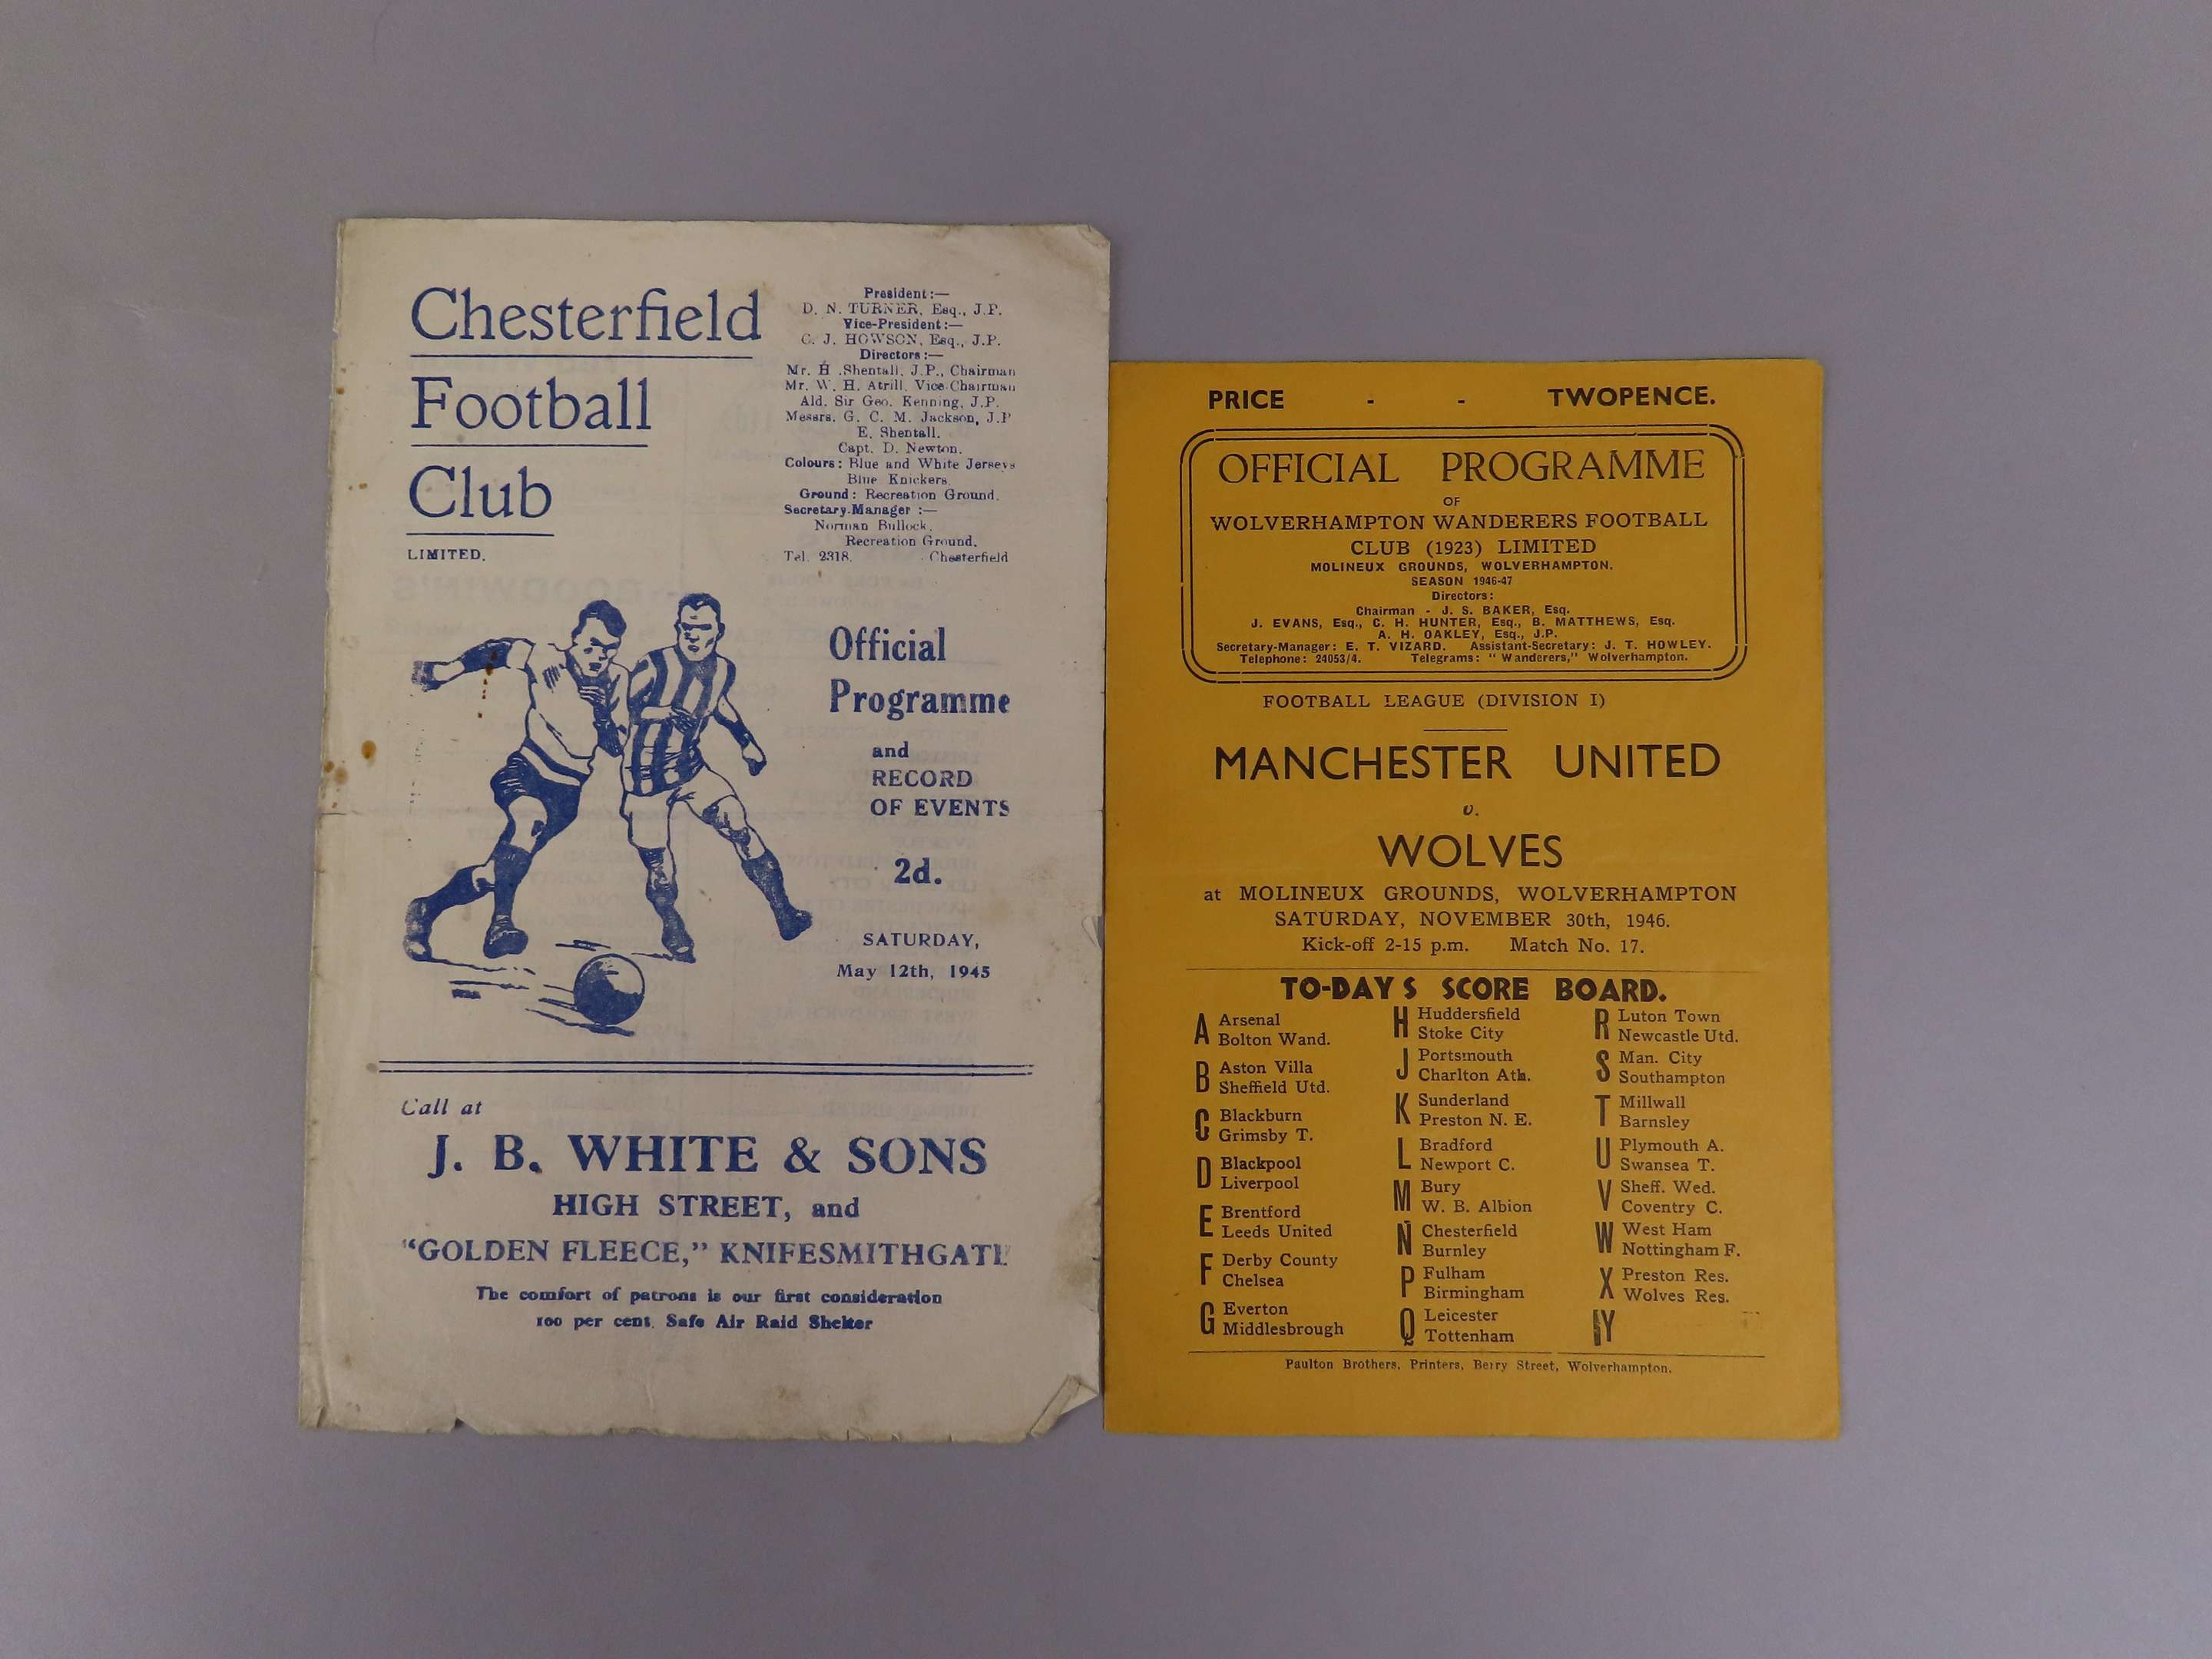 Chesterfield
Football
Club
LIMITED.
President:—
D. N. TURNER, Esq., J.P.
Vice-President:—
C. J. HOWSON, Esq., J.P.
Directors:—
Mr. H .Shentall, J.P., Chairman
Mr. W. H. Atrill, Vice-Chairman
Ald. Sir Geo. Kenning, J.P.
Messrs. G. C. M. Jackson, J.P
E. Shentall.
Capt. D. Newton.
Colours: Blue and White Jerseys
Blue Knickers.
Ground: Recreation Ground.
Secretary-Manager :—
Norman Bullock,
Recreation Ground,
Tel. 2318. Chesterfield
Official
Programme
and
RECORD
OF EVENTS
2d.
SATURDAY,
May 12th, 1945
Call at
J. B. WHITE & SONS
HIGH STREET, and
"GOLDEN FLEECE," KNIFESMITHGATE
The comfort of patrons is our first consideration
100 per cent. Safe Air Raid Shelter
PRICE - - TWOPENCE.
OFFICIAL PROGRAMME
OF
WOLVERHAMPTON WANDERERS FOOTBALL
CLUB (1923) LIMITED
MOLINEUX GROUNDS, WOLVERHAMPTON.
SEASON 1946-47
Directors:
Chairman - J. S. BAKER, Esq.
J. EVANS, Esq., C. H. HUNTER, Esq., B. MATTHEWS, Esq.
A. H. OAKLEY, Esq., J.P.
Secretary-Manager: E. T. VIZARD. Assistant-Secretary: J. T. HOWLEY.
Telephone: 24053/4. Telegrams: "Wanderers," Wolverhampton.
FOOTBALL LEAGUE (DIVISION I)
MANCHESTER UNITED
v.
WOLVES
at MOLINEUX GROUNDS, WOLVERHAMPTON
SATURDAY, NOVEMBER 30th, 1946.
Kick-off 2-15 p.m. Match No. 17.
TO-DAY S SCORE BOARD.
A Arsenal
Bolton Wand.
B Aston Villa
Sheffield Utd.
C Blackburn
Grimsby T.
D Blackpool
Liverpool
E Brentford
Leeds United
F Derby County
Chelsea
G Everton
Middlesbrough
H Huddersfield
Stoke City
J Portsmouth
Charlton Ath.
K Sunderland
Preston N. E.
L Bradford
Newport C.
M Bury
W. B. Albion
N Chesterfield
Burnley
P Fulham
Birmingham
Q Leicester
Tottenham
R Luton Town
Newcastle Utd.
S Man. City
Southampton
T Millwall
Barnsley
U Plymouth A.
Swansea T.
V Sheff. Wed.
Coventry C.
W West Ham
Nottingham F.
X Preston Res.
Wolves Res.
Y
Paulton Brothers, Printers, Berry Street, Wolverhampton.